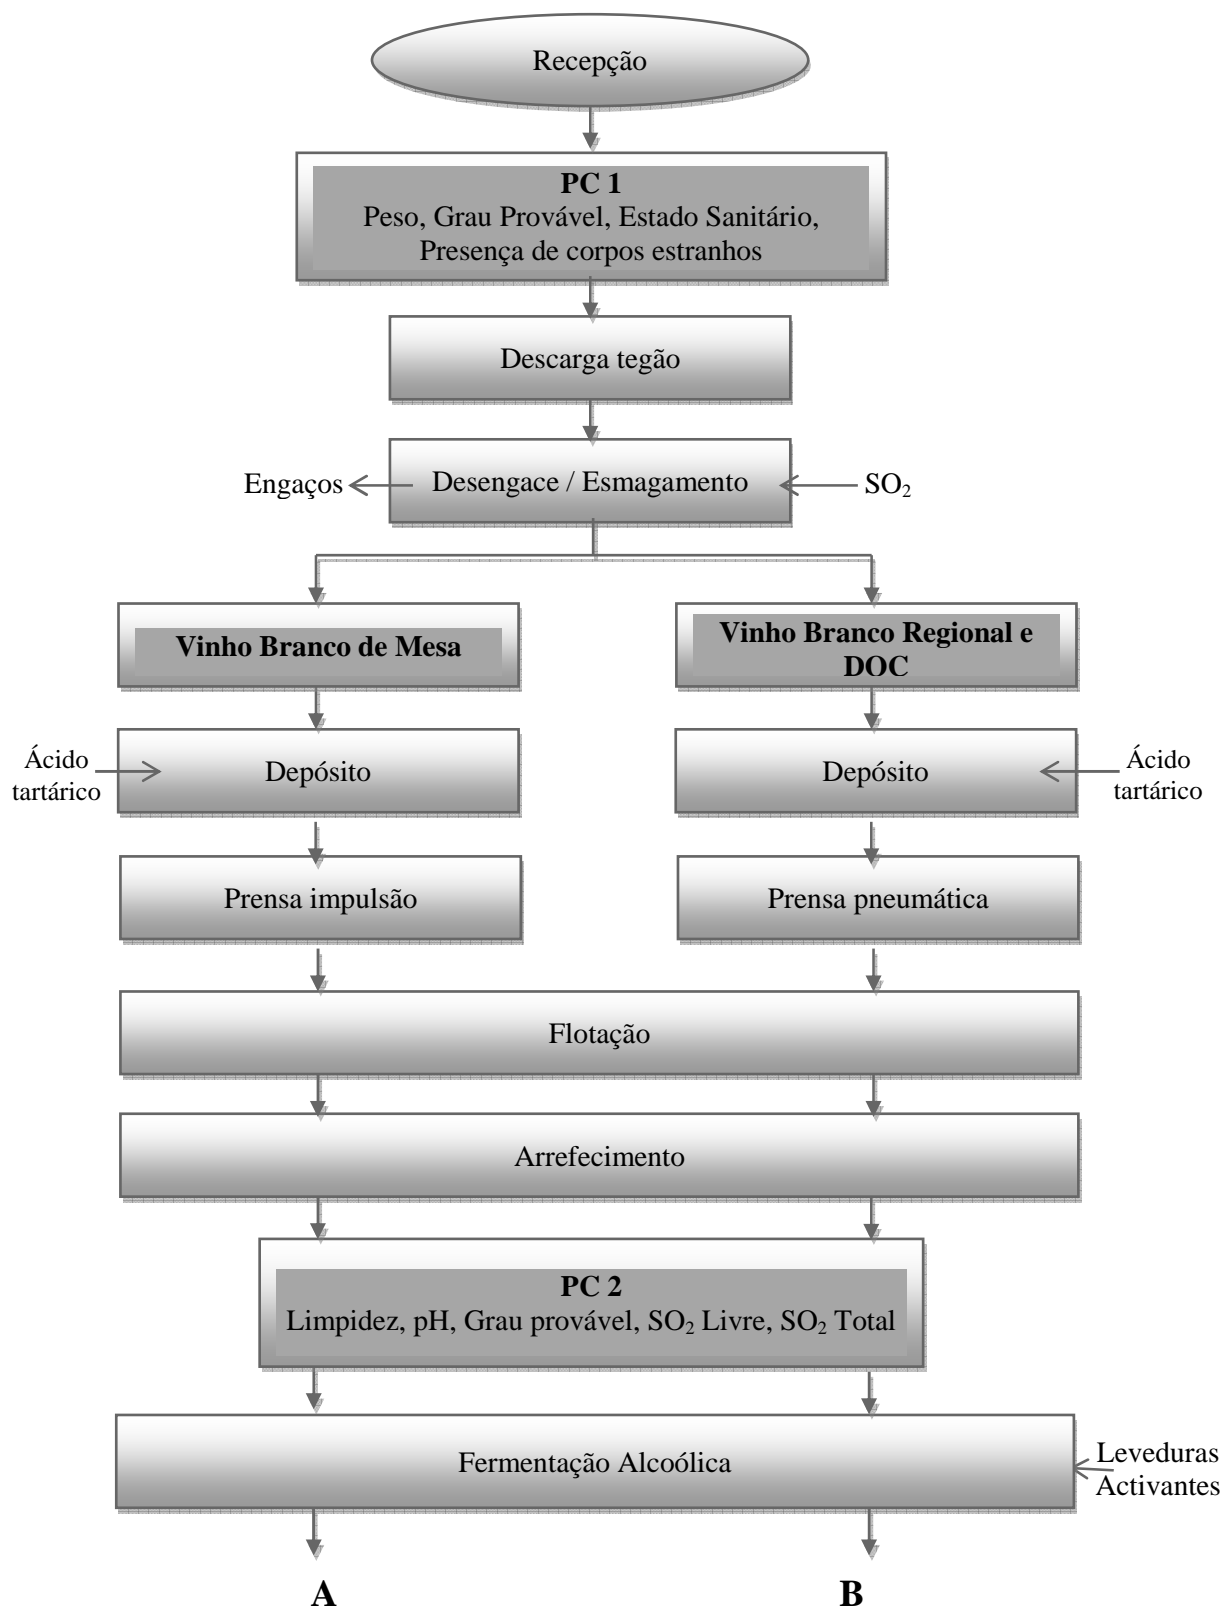 Recepção
PC 1
Peso, Grau Provável, Estado Sanitário,
Presença de corpos estranhos
Descarga tegão
Engaços
Desengace / Esmagamento
SO₂
Vinho Branco de Mesa
Vinho Branco Regional e
DOC
Ácido
tartárico
Depósito
Depósito
Ácido
tartárico
Prensa impulsão
Prensa pneumática
Flotação
Arrefecimento
PC 2
Limpidez, pH, Grau provável, SO₂ Livre, SO₂ Total
Fermentação Alcoólica
Leveduras
Activantes
A
B